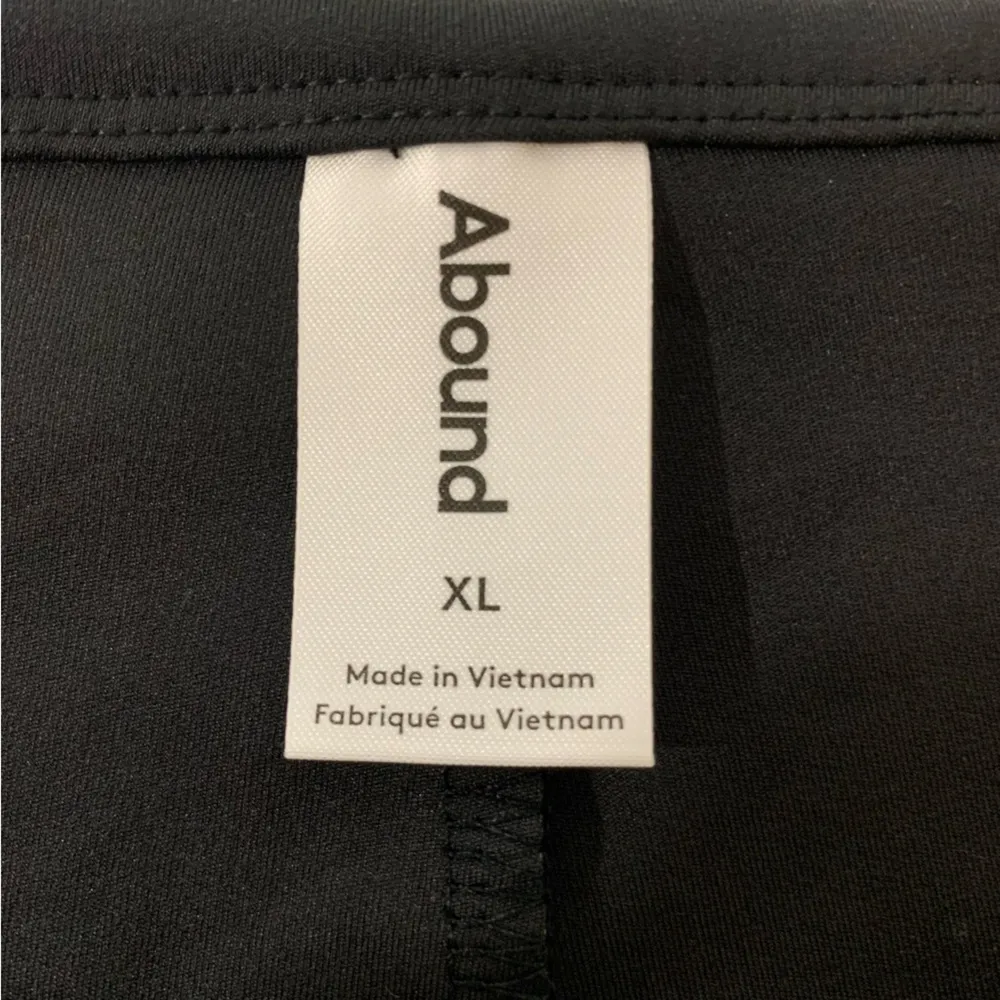 Abound
XL
Made in Vietnam
Fabriqué au Vietnam